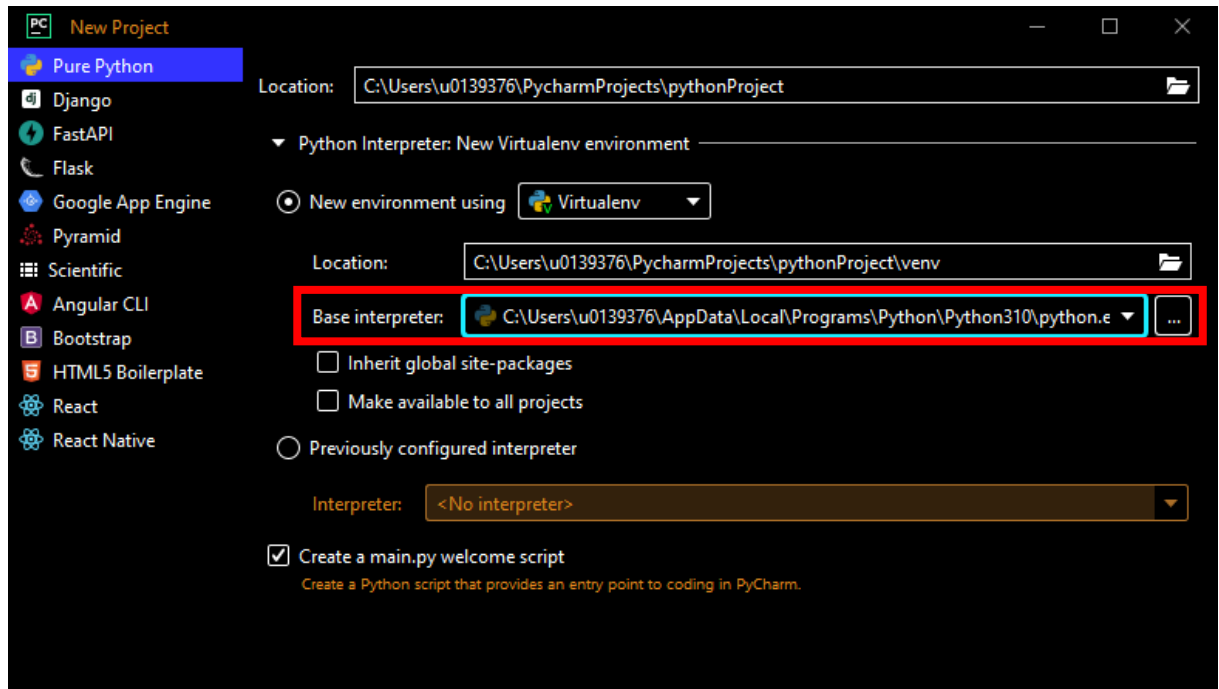 PC New Project
Pure Python
Django
FastAPI
Flask
Google App Engine
Pyramid
Scientific
Angular CLI
Bootstrap
HTML5 Boilerplate
React
React Native
Location: C:\Users\u0139376\PycharmProjects\pythonProject
Python Interpreter: New Virtualenv environment
New environment using Virtualenv
Location: C:\Users\u0139376\PycharmProjects\pythonProject\venv
Base interpreter: C:\Users\u0139376\AppData\Local\Programs\Python\Python310\python.e ...
Inherit global site-packages
Make available to all projects
Previously configured interpreter
Interpreter: <No interpreter>
Create a main.py welcome script
Create a Python script that provides an entry point to coding in PyCharm.